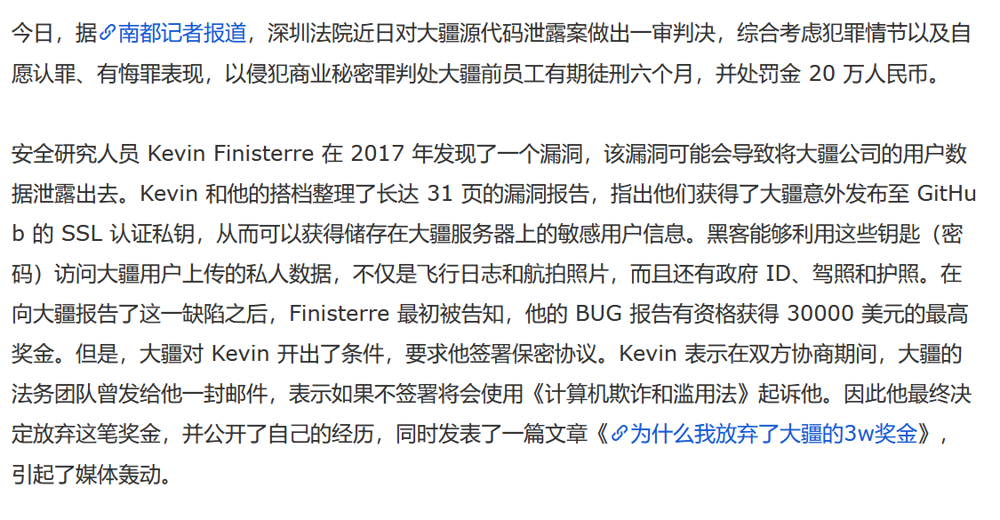 今日，据南都记者报道，深圳法院近日对大疆源代码泄露案做出一审判决，综合考虑犯罪情节以及自
愿认罪、有悔罪表现，以侵犯商业秘密罪判处大疆前员工有期徒刑六个月，并处罚金 20 万人民币。
安全研究人员 Kevin Finisterre 在 2017 年发现了一个漏洞，该漏洞可能会导致将大疆公司的用户数
据泄露出去。Kevin 和他的搭档整理了长达 31 页的漏洞报告，指出他们获得了大疆意外发布至 GitHu
b 的 SSL 认证私钥，从而可以获得储存在大疆服务器上的敏感用户信息。黑客能够利用这些钥匙（密
码）访问大疆用户上传的私人数据，不仅是飞行日志和航拍照片，而且还有政府 ID、驾照和护照。在
向大疆报告了这一缺陷之后，Finisterre 最初被告知，他的 BUG 报告有资格获得 30000 美元的最高
奖金。但是，大疆对 Kevin 开出了条件，要求他签署保密协议。Kevin 表示在双方协商期间，大疆的
法务团队曾发给他一封邮件，表示如果不签署将会使用《计算机欺诈和滥用法》起诉他。因此他最终决
定放弃这笔奖金，并公开了自己的经历，同时发表了一篇文章《为什么我放弃了大疆的3w奖金》，
引起了媒体轰动。